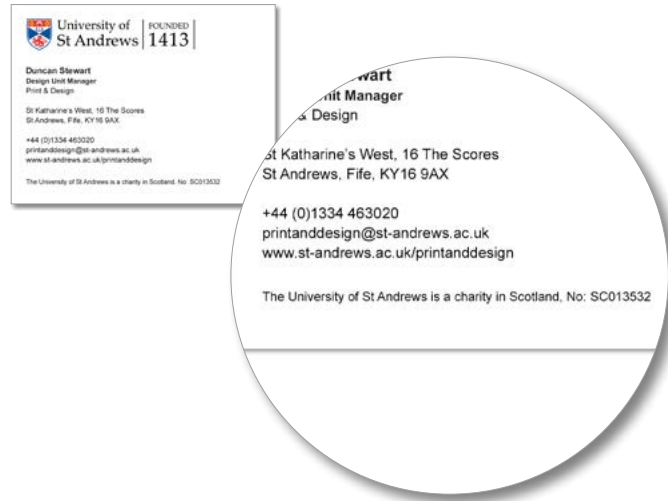 University of
St Andrews
FOUNDED
1413
Duncan Stewart
Design Unit Manager
Print & Design
St Katharine's West, 16 The Scores
St Andrews, Fife, KY16 9AX
+44 (0)1334 463020
printanddesign@st-andrews.ac.uk
www.st-andrews.ac.uk/printanddesign
The University of St Andrews is a charity in Scotland, No: SC013532
wart
nit Manager
& Design
St Katharine's West, 16 The Scores
St Andrews, Fife, KY16 9AX
+44 (0)1334 463020
printanddesign@st-andrews.ac.uk
www.st-andrews.ac.uk/printanddesign
The University of St Andrews is a charity in Scotland, No: SC013532